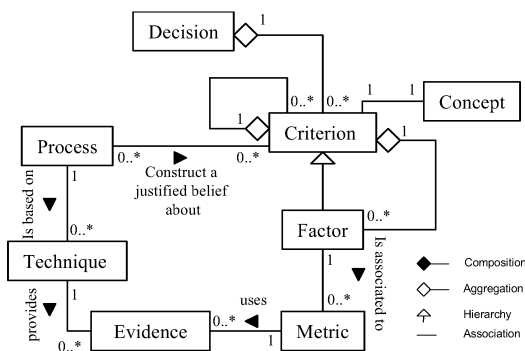 Decision
1
0..*
0..*
1
Criterion
1
1
1
Concept
Process
0..*
0..*
Construct a
justified belief
about
1
Is based on
0..*
Technique
0..*
Factor
1
Is associated to
0..*
1
provides
0..*
Evidence
0..*
uses
1
Metric
Composition
Aggregation
Hierarchy
Association